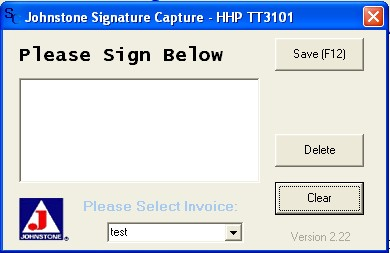 Johnstone Signature Capture - HHP TT3101
Please Sign Below
Save (F12)
Delete
Clear
J
JOHNSTONE
®
Please Select Invoice:
test
Version 2.22